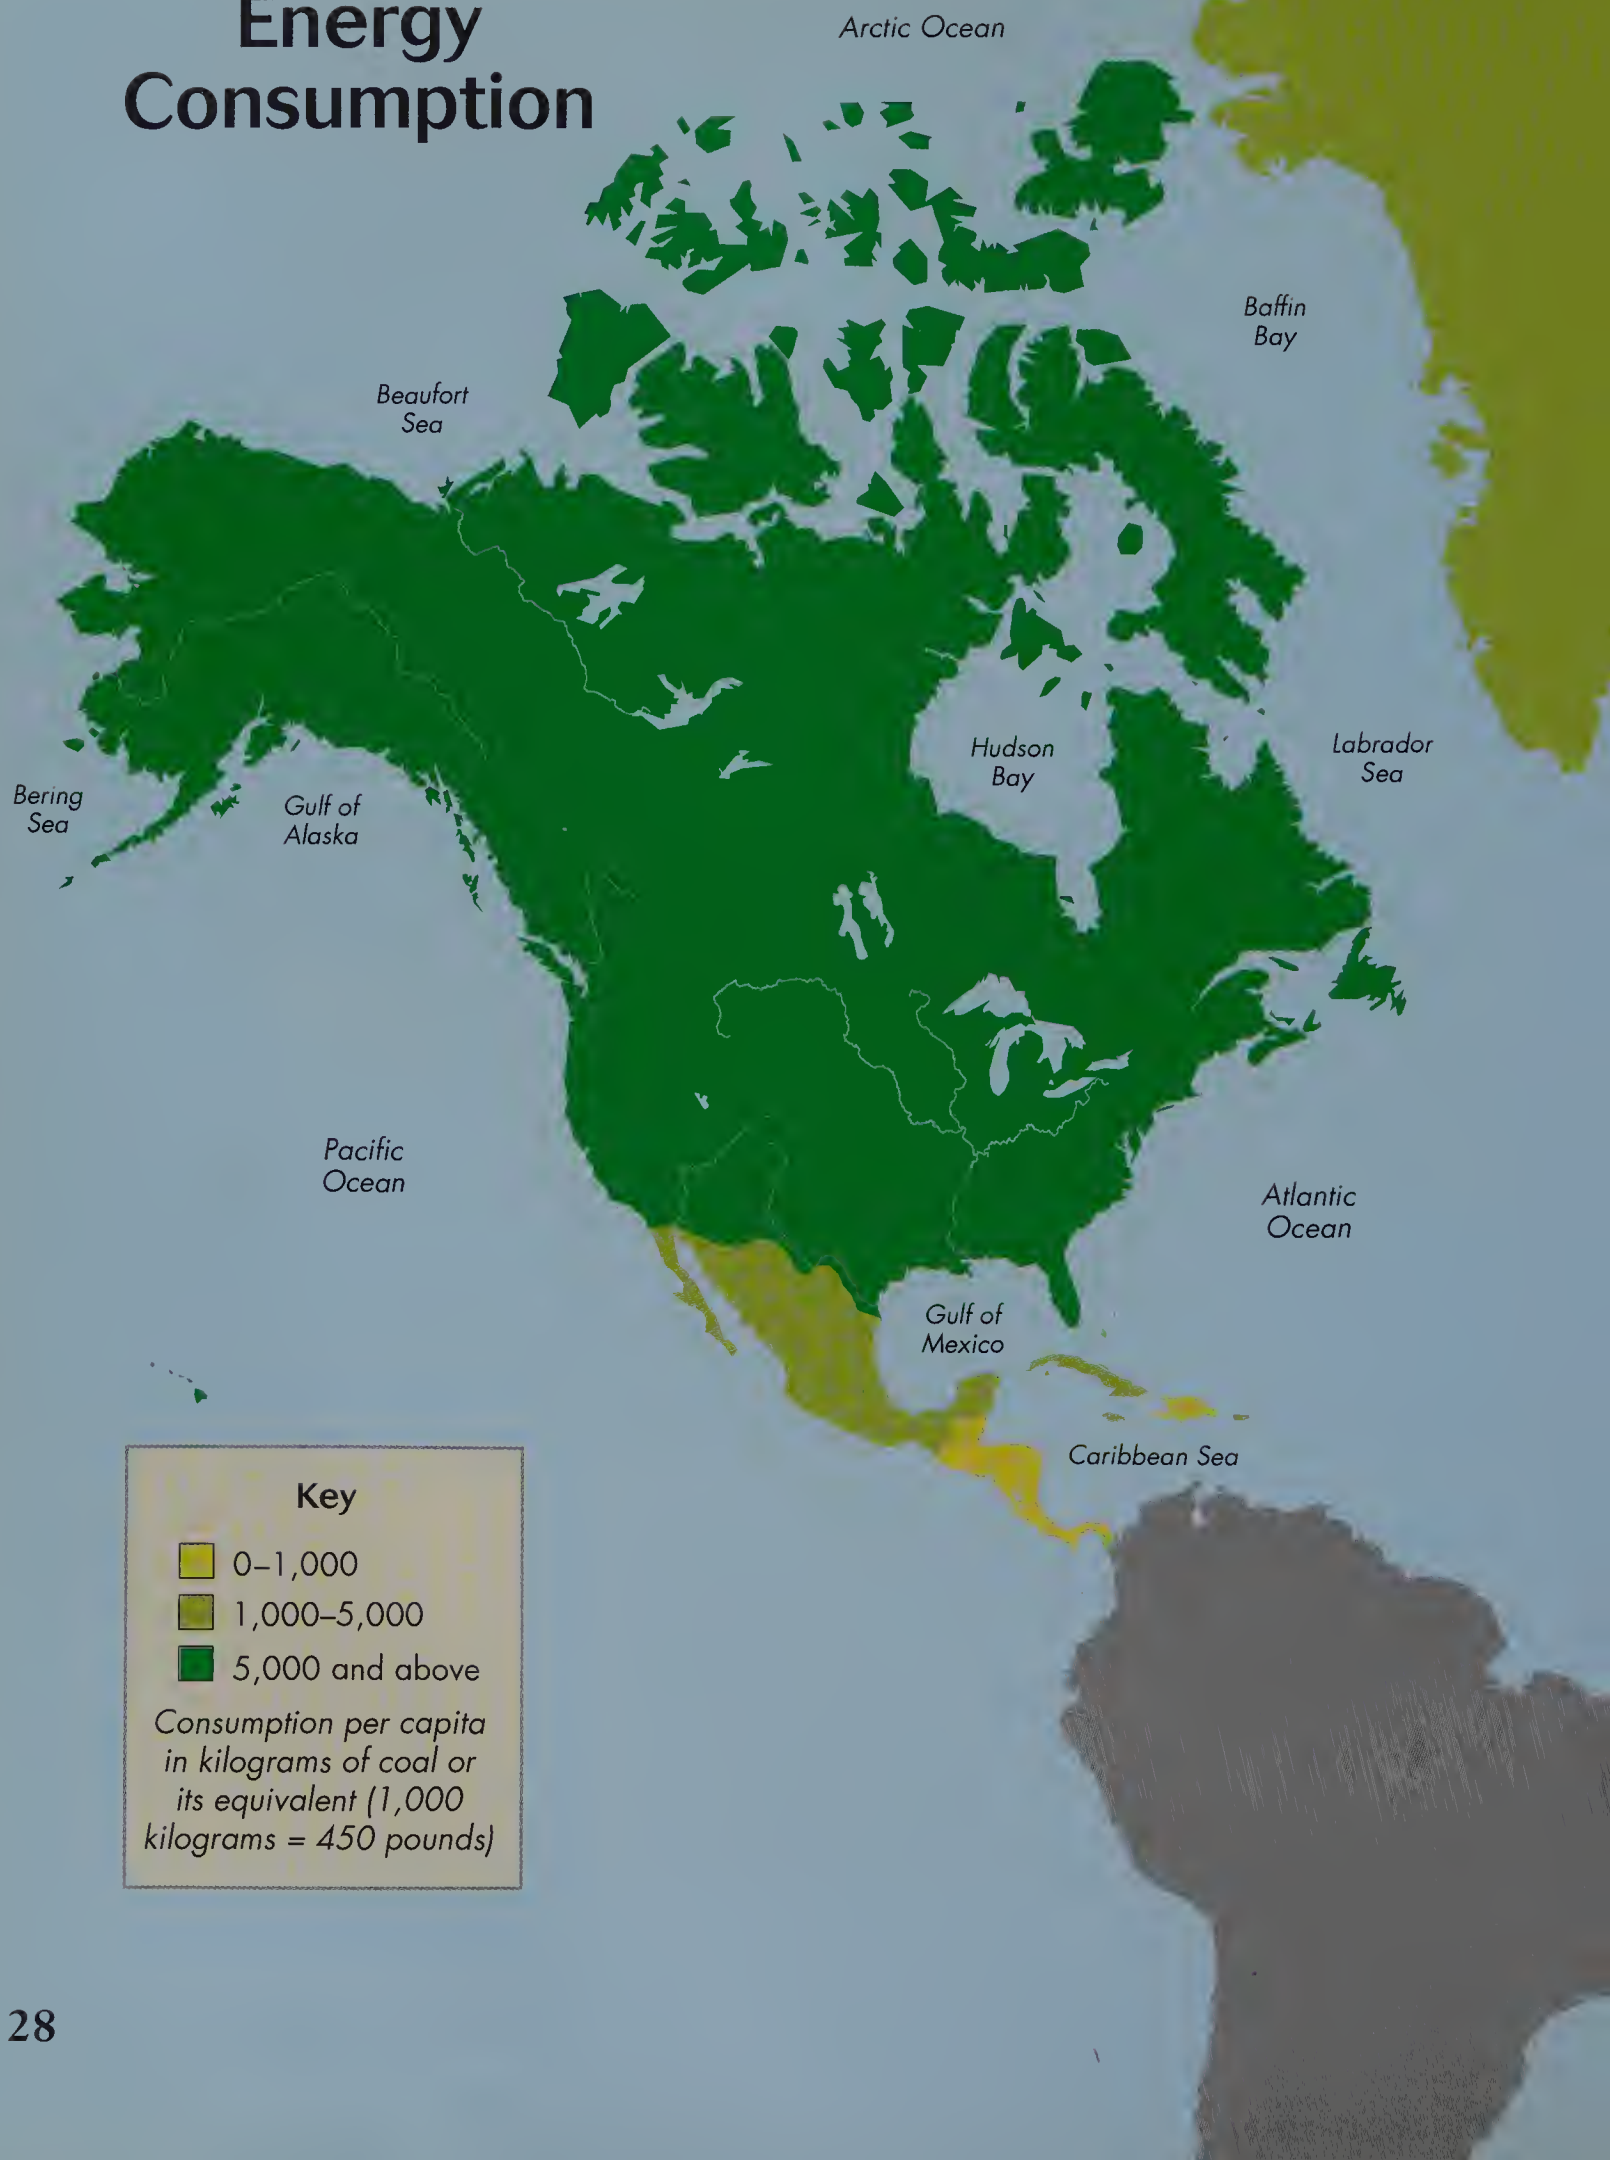 Energy
Consumption
Arctic Ocean
Baffin
Bay
Beaufort
Sea
Hudson
Bay
Labrador
Sea
Bering
Sea
Gulf of
Alaska
Pacific
Ocean
Atlantic
Ocean
Gulf of
Mexico
Caribbean Sea
Key
0–1,000
1,000–5,000
5,000 and above
Consumption per capita
in kilograms of coal or
its equivalent (1,000
kilograms = 450 pounds)
28